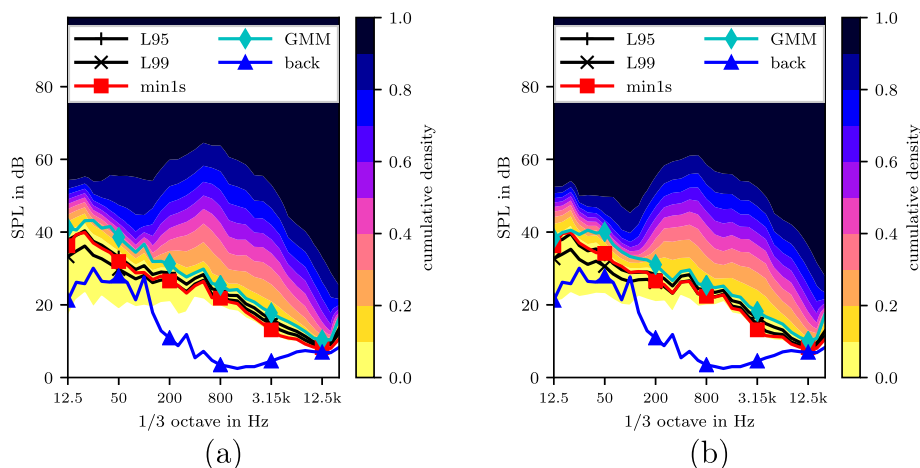 L95
L99
min1s
GMM
back
80
60
40
20
0
SPL in dB
12.5 50 200 800 3.15k 12.5k
1/3 octave in Hz
1.0
0.8
0.6
0.4
0.2
0.0
cumulative density
(a)
L95
L99
min1s
GMM
back
80
60
40
20
0
SPL in dB
12.5 50 200 800 3.15k 12.5k
1/3 octave in Hz
1.0
0.8
0.6
0.4
0.2
0.0
cumulative density
(b)